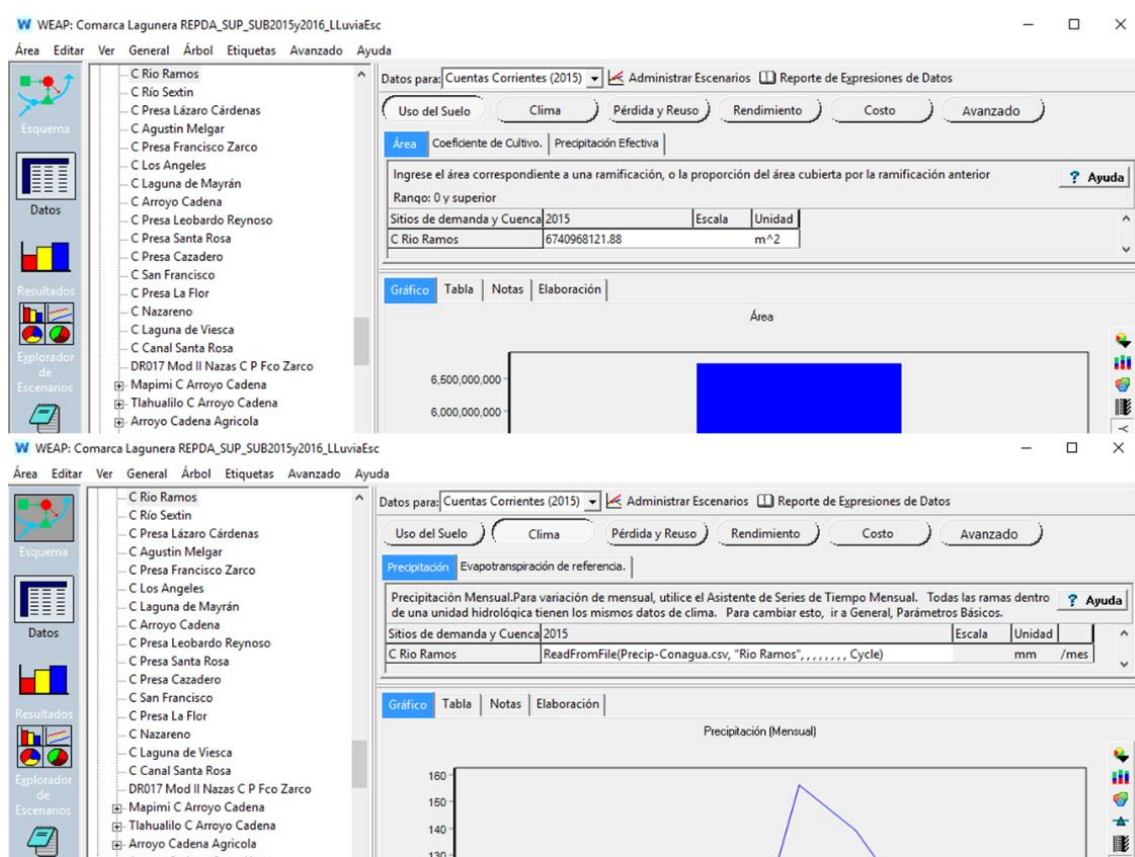 WEAP: Comarca Lagunera REPDA_SUP_SUB2015y2016_LLuviaEsc
Área Editar Ver General Árbol Etiquetas Avanzado Ayuda
Esquema
Datos
Resultados
Explorador
de
Escenarios
C Rio Ramos
C Río Sextin
C Presa Lázaro Cárdenas
C Agustin Melgar
C Presa Francisco Zarco
C Los Angeles
C Laguna de Mayrán
C Arroyo Cadena
C Presa Leobardo Reynoso
C Presa Santa Rosa
C Presa Cazadero
C San Francisco
C Presa La Flor
C Nazareno
C Laguna de Viesca
C Canal Santa Rosa
DR017 Mod II Nazas C P Fco Zarco
Mapimi C Arroyo Cadena
Tlahualilo C Arroyo Cadena
Arroyo Cadena Agricola
Datos para: Cuentas Corrientes (2015) Administrar Escenarios Reporte de Expresiones de Datos
Uso del Suelo Clima Pérdida y Reuso Rendimiento Costo Avanzado
Área Coeficiente de Cultivo. Precipitación Efectiva
Ingrese el área correspondiente a una ramificación, o la proporción del área cubierta por la ramificación anterior
? Ayuda
Rango: 0 y superior
Sitios de demanda y Cuenca 2015 Escala Unidad
C Rio Ramos 6740968121.88 m^2
Gráfico Tabla Notas Elaboración
Área
6,500,000,000
6,000,000,000
WEAP: Comarca Lagunera REPDA_SUP_SUB2015y2016_LLuviaEsc
Área Editar Ver General Árbol Etiquetas Avanzado Ayuda
Esquema
Datos
Resultados
Explorador
de
Escenarios
C Rio Ramos
C Río Sextin
C Presa Lázaro Cárdenas
C Agustin Melgar
C Presa Francisco Zarco
C Los Angeles
C Laguna de Mayrán
C Arroyo Cadena
C Presa Leobardo Reynoso
C Presa Santa Rosa
C Presa Cazadero
C San Francisco
C Presa La Flor
C Nazareno
C Laguna de Viesca
C Canal Santa Rosa
DR017 Mod II Nazas C P Fco Zarco
Mapimi C Arroyo Cadena
Tlahualilo C Arroyo Cadena
Arroyo Cadena Agricola
Datos para: Cuentas Corrientes (2015) Administrar Escenarios Reporte de Expresiones de Datos
Uso del Suelo Clima Pérdida y Reuso Rendimiento Costo Avanzado
Precipitación Evapotranspiración de referencia.
Precipitación Mensual.Para variación de mensual, utilice el Asistente de Series de Tiempo Mensual. Todas las ramas dentro
de una unidad hidrológica tienen los mismos datos de clima. Para cambiar esto, ir a General, Parámetros Básicos.
? Ayuda
Sitios de demanda y Cuenca 2015 Escala Unidad
C Rio Ramos ReadFromFile(Precip-Conagua.csv, "Rio Ramos", , , , , , , , Cycle) mm /mes
Gráfico Tabla Notas Elaboración
Precipitación (Mensual)
160
150
140
130